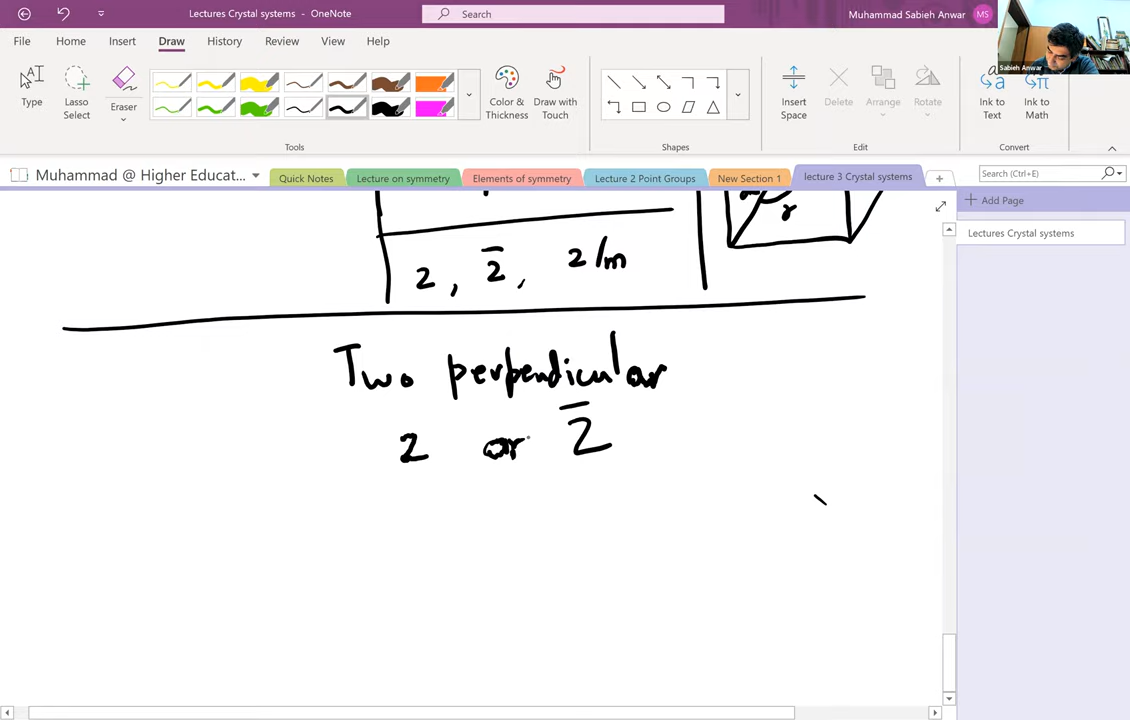 Lectures Crystal systems - OneNote
Search
Muhammad Sabieh Anwar
MS
Sabieh Anwar
File Home Insert Draw History Review View Help
Type
Lasso Select
Eraser
Color & Thickness
Draw with Touch
Insert Space
Delete
Arrange
Rotate
Ink to Text
Ink to Math
Tools
Shapes
Edit
Convert
Muhammad @ Higher Educat...
Quick Notes
Lecture on symmetry
Elements of symmetry
Lecture 2 Point Groups
New Section 1
lecture 3 Crystal systems
Search (Ctrl+E)
Add Page
Lectures Crystal systems
γ
2, 2̅, 2/m
Two perpendicular
2 or 2̅